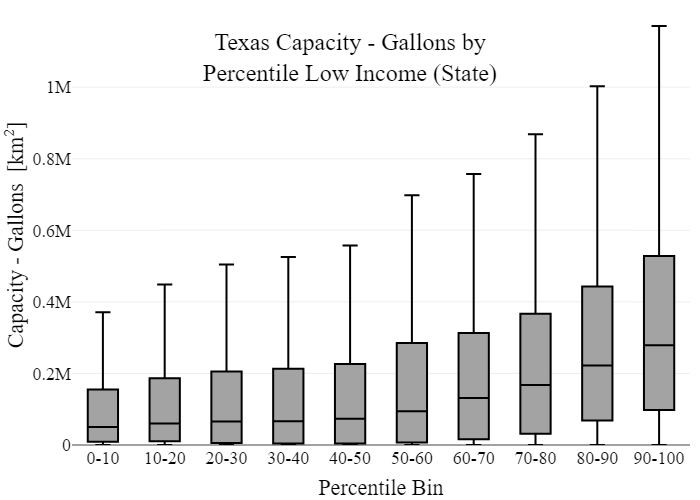 Texas Capacity - Gallons by
Percentile Low Income (State)
Capacity - Gallons [km²]
1M
0.8M
0.6M
0.4M
0.2M
0
0-10 10-20 20-30 30-40 40-50 50-60 60-70 70-80 80-90 90-100
Percentile Bin